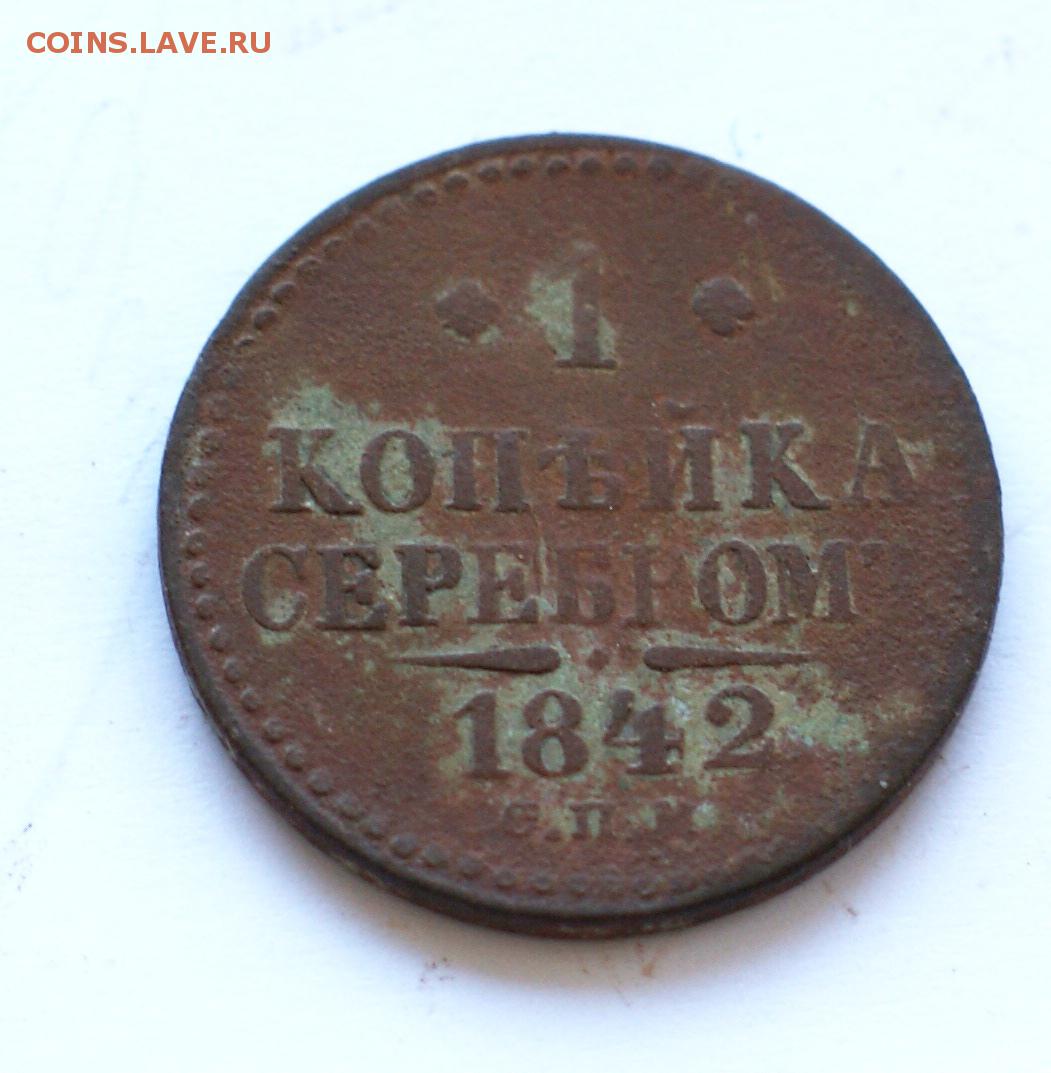 COINS.LAVE.RU
1
КОПѢЙКА
СЕРЕБРОМЪ
1842
С.П.